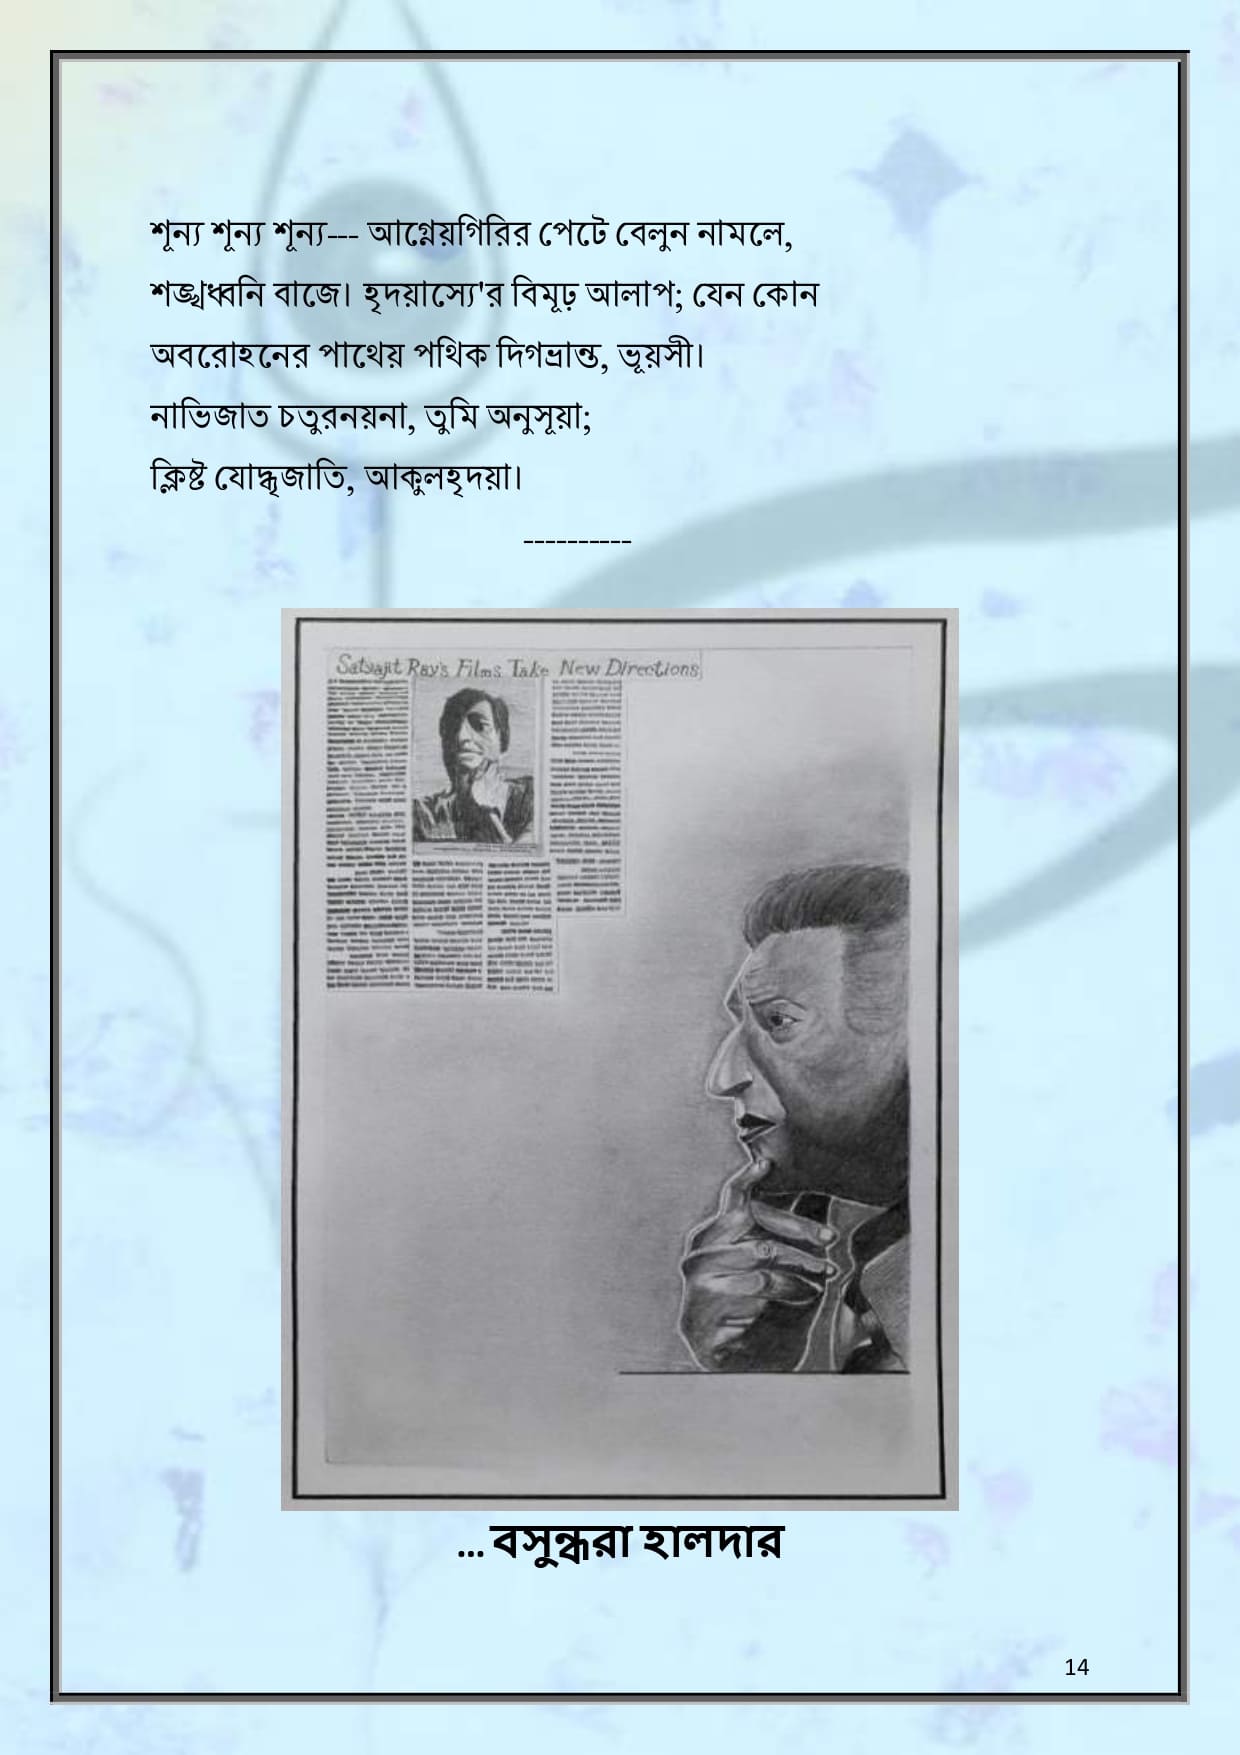 শূন্য শূন্য শূন্য--- আগ্নেয়গিরির পেটে বেলুন নামলে,
শঙ্খধ্বনি বাজে। হৃদয়াস্যে'র বিমূঢ় আলাপ; যেন কোন
অবরোহনের পাথেয় পথিক দিগভ্রান্ত, ভূয়সী।
নাভিজাত চতুরনয়না, তুমি অনুসূয়া;
ক্লিষ্ট যোদ্ধৃজাতি, আকুলহৃদয়া।
----------
Satyajit Ray's Films Take New Directions
... বসুন্ধরা হালদার
14